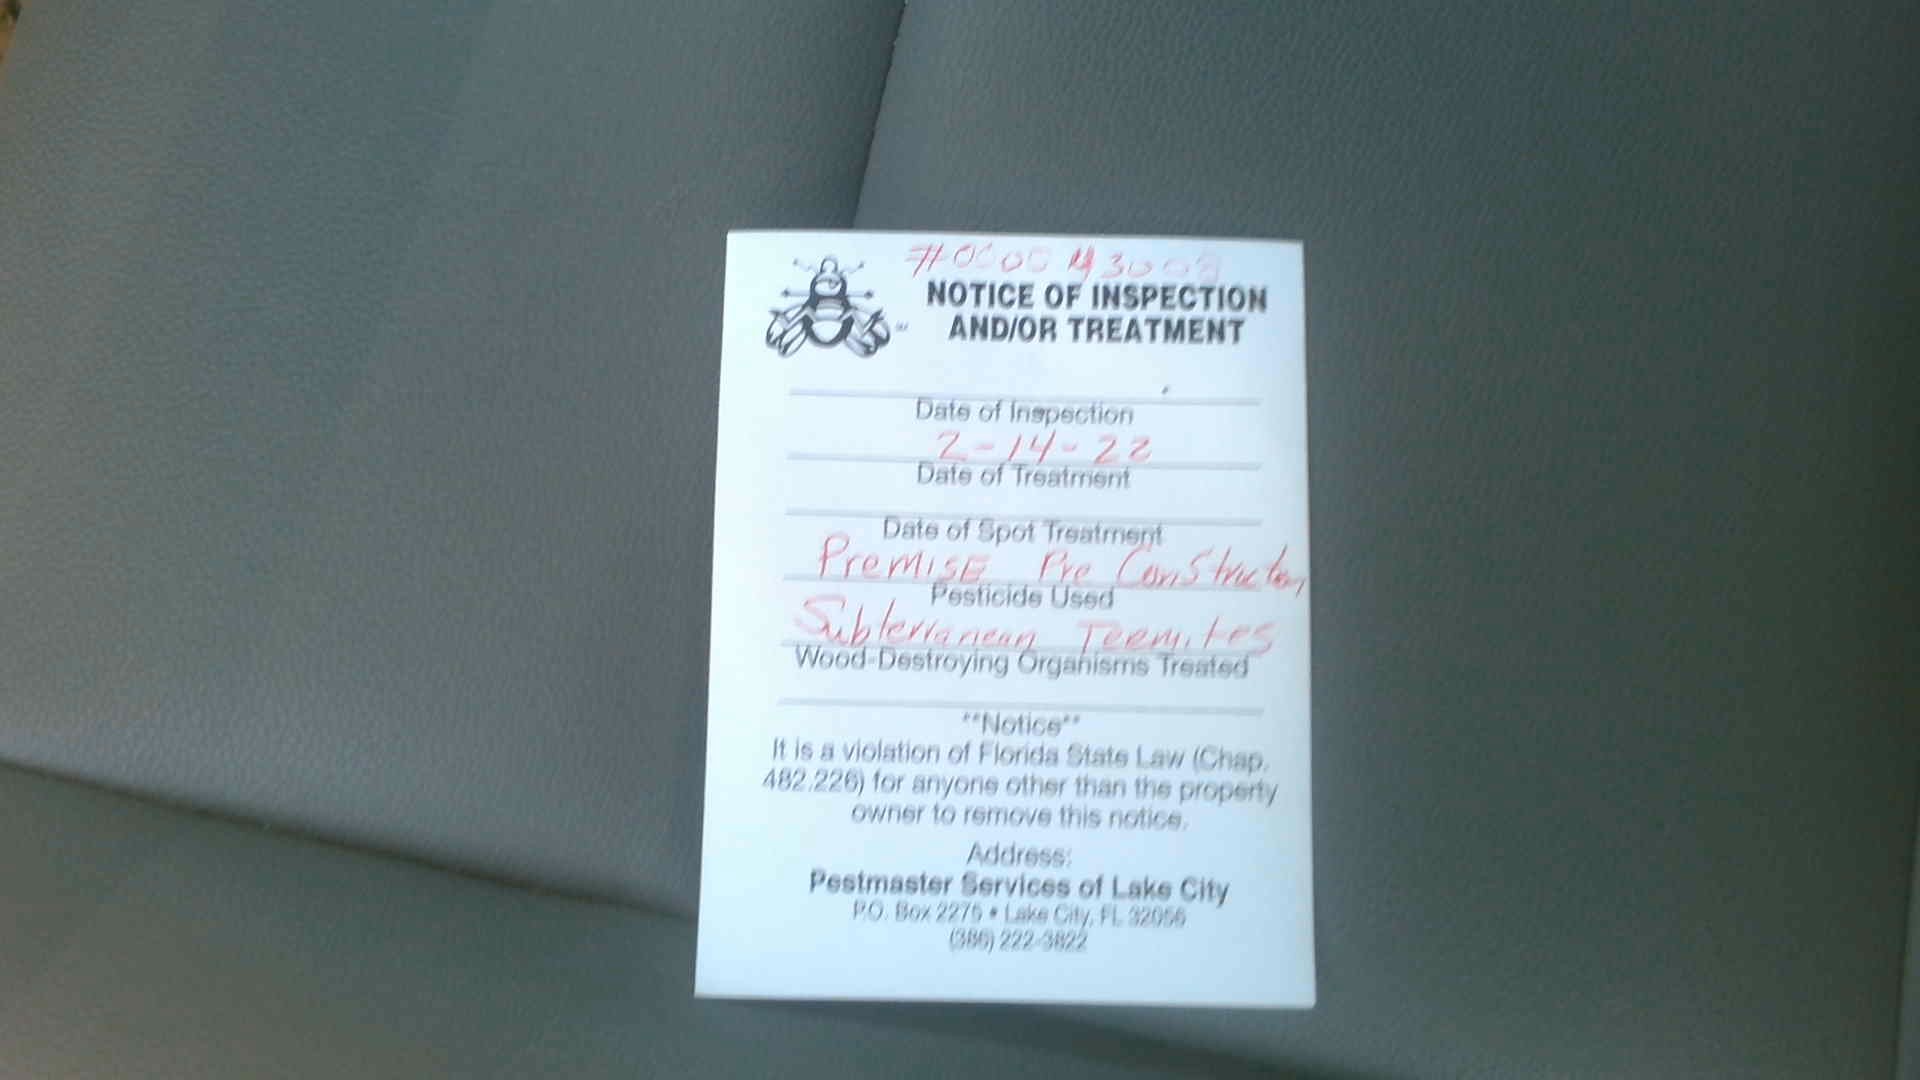 NOTICE OF INSPECTION
AND/OR TREATMENT
Date of Inspection
2-14-22
Date of Treatment
Date of Spot Treatment
PremisE Pre Construction
Pesticide Used
Subterranean Termites
Wood-Destroying Organisms Treated
**Notice**
It is a violation of Florida State Law (Chap.
482.226) for anyone other than the property
owner to remove this notice.
Address:
Pestmaster Services of Lake City
P.O. Box 2275 • Lake City, FL 32056
(386) 222-3822